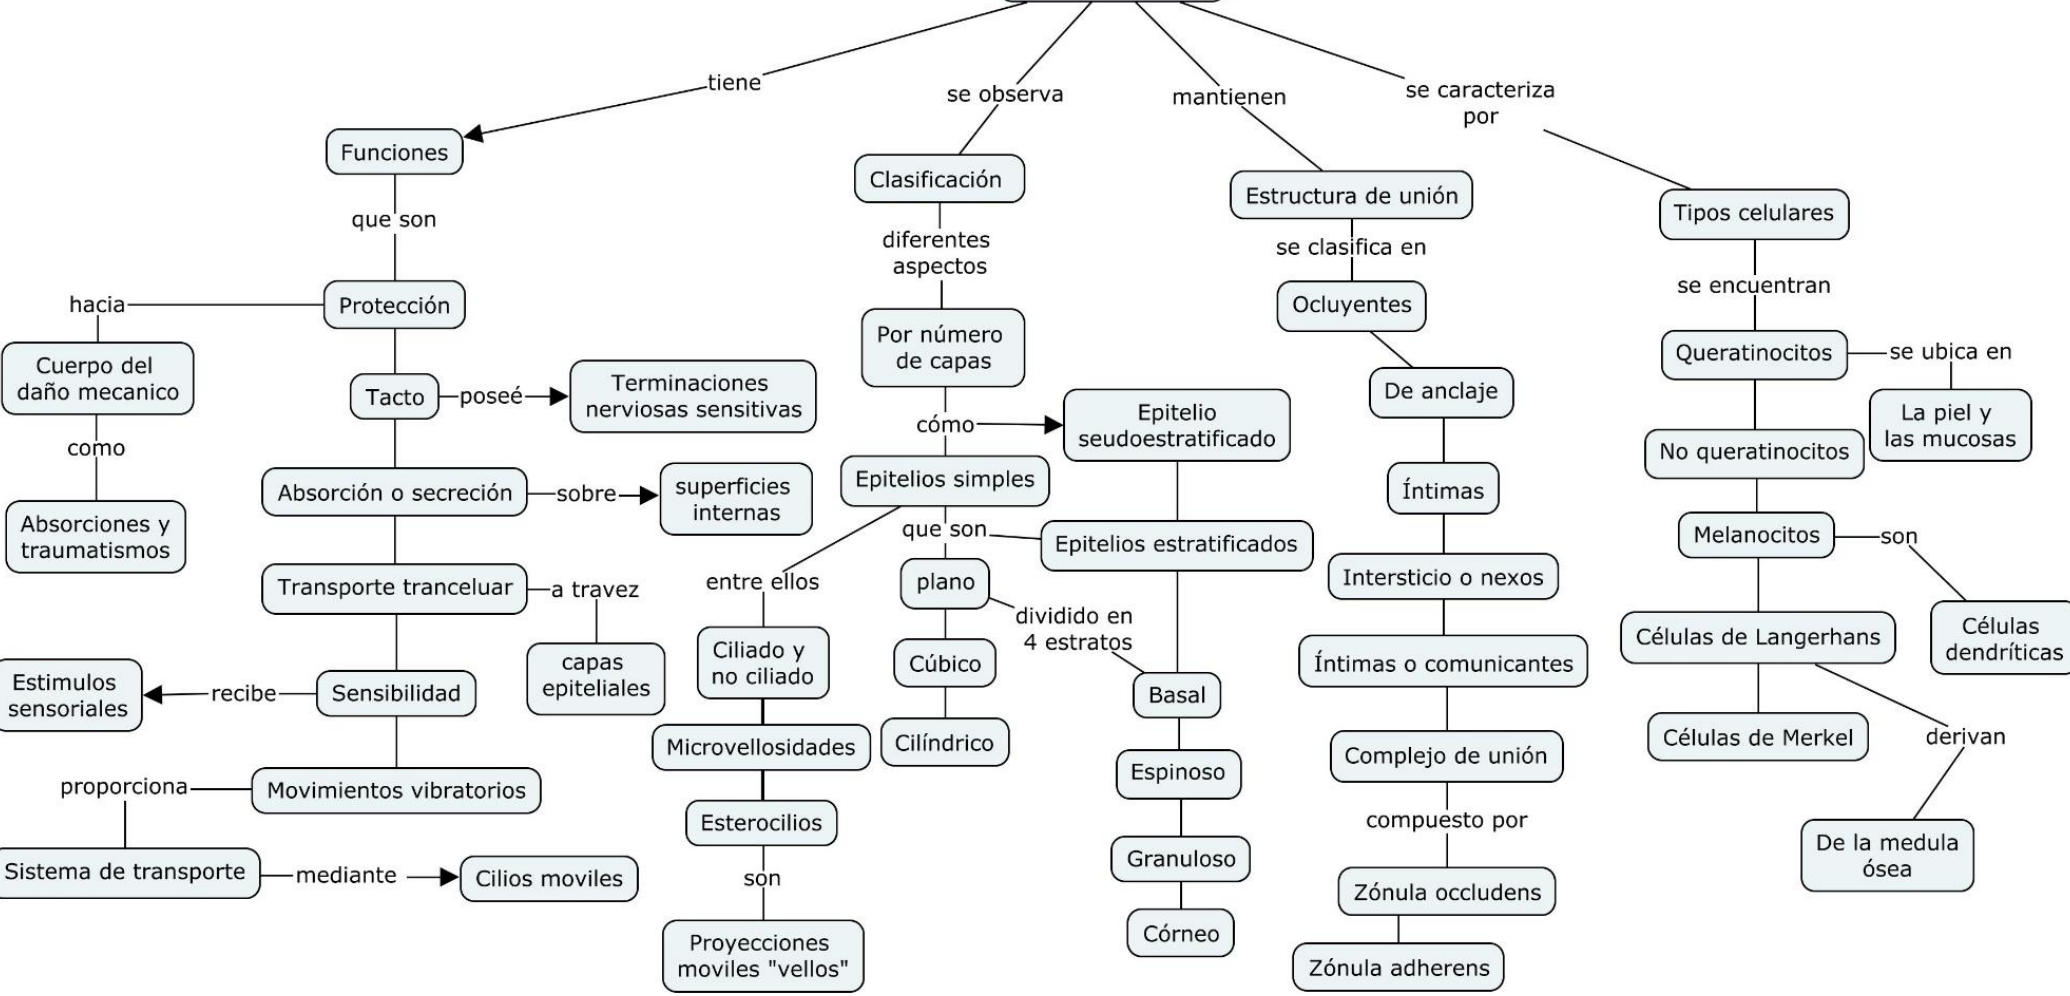 tiene
se observa
mantienen
se caracteriza
por
Funciones
que son
Protección
hacia
Cuerpo del
daño mecanico
como
Absorciones y
traumatismos
Tacto
poseé
Terminaciones
nerviosas sensitivas
Absorción o secreción
sobre
superficies
internas
Transporte tranceluar
a travez
capas
epiteliales
Sensibilidad
recibe
Estimulos
sensoriales
Movimientos vibratorios
proporciona
Sistema de transporte
mediante
Cilios moviles
Clasificación
diferentes
aspectos
Por número
de capas
cómo
Epitelio
seudoestratificado
Epitelios simples
que son
Epitelios estratificados
entre ellos
Ciliado y
no ciliado
Microvellosidades
Esterocilios
son
Proyecciones
moviles "vellos"
plano
Cúbico
Cilíndrico
dividido en
4 estratos
Basal
Espinoso
Granuloso
Córneo
Estructura de unión
se clasifica en
Ocluyentes
De anclaje
Íntimas
Intersticio o nexos
Íntimas o comunicantes
Complejo de unión
compuesto por
Zónula occludens
Zónula adherens
Tipos celulares
se encuentran
Queratinocitos
se ubica en
La piel y
las mucosas
No queratinocitos
Melanocitos
son
Células
dendríticas
Células de Langerhans
derivan
De la medula
ósea
Células de Merkel